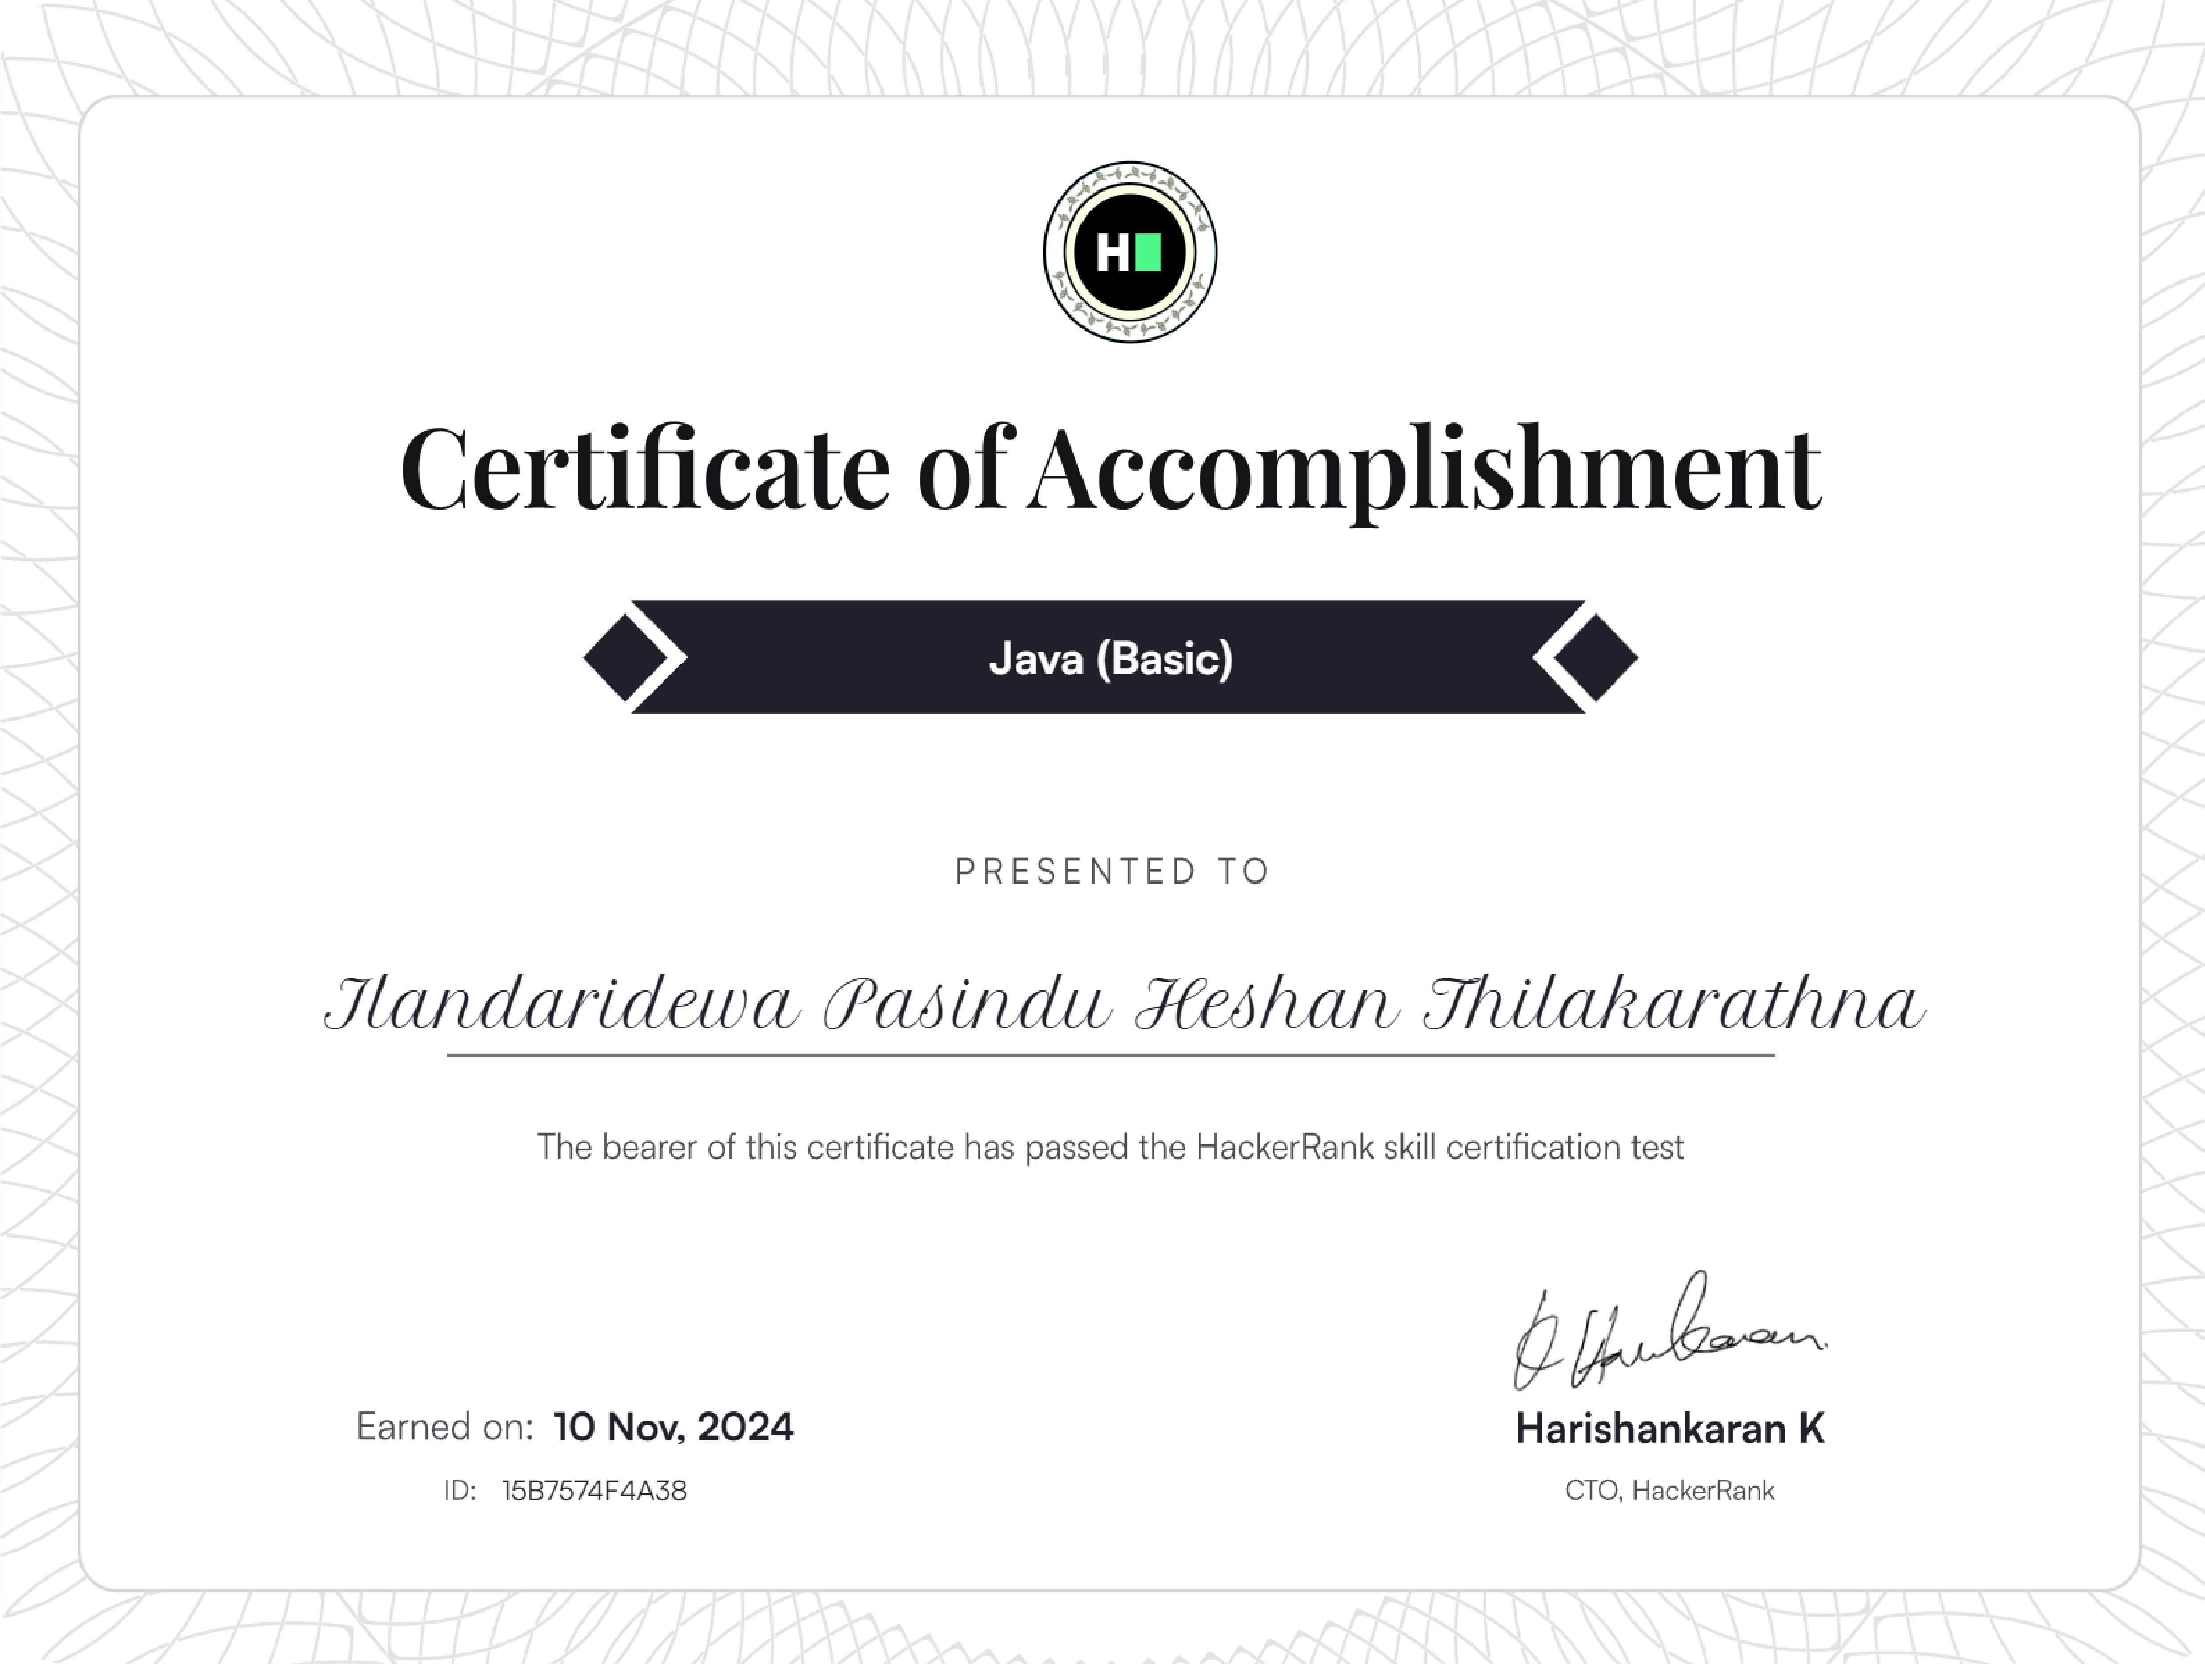 H
Certificate of Accomplishment
Java (Basic)
PRESENTED TO
Ilandaridewa Pasindu Heshan Thilakarathna
The bearer of this certificate has passed the HackerRank skill certification test
Earned on: 10 Nov, 2024
ID: 15B7574F4A38
Harishankaran K
CTO, HackerRank